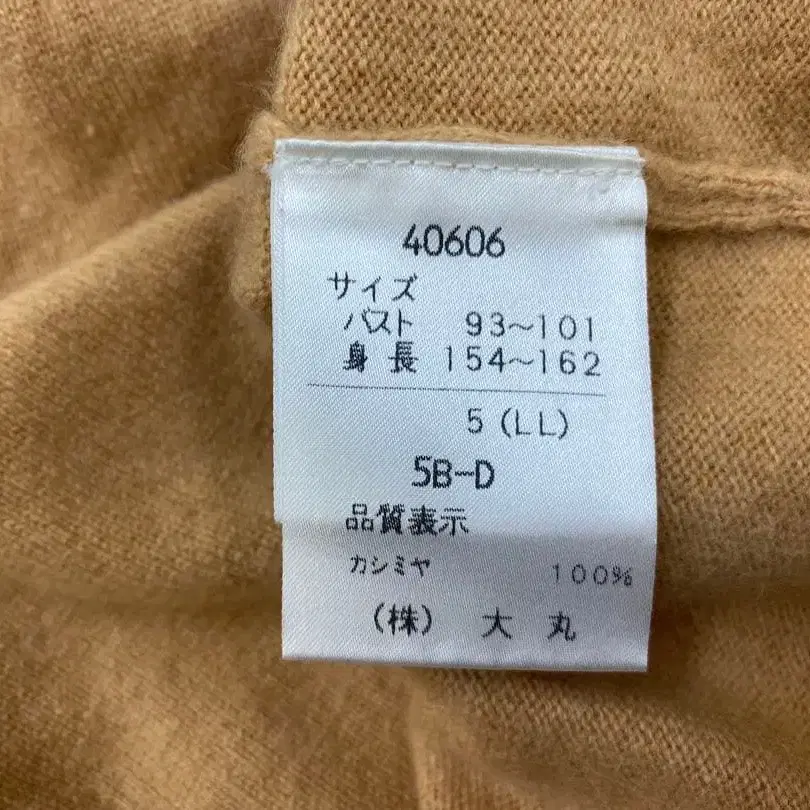 40606
サイズ
バスト 93～101
身長 154～162
5(LL)
5B-D
品質表示
カシミヤ 100%
(株) 大丸